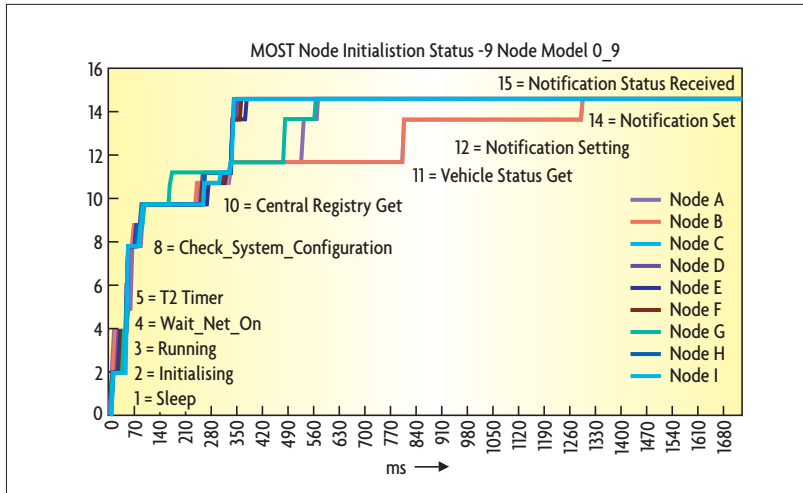 MOST Node Initialistion Status -9 Node Model 0_9
16
14
12
10
8
6
4
2
0
15 = Notification Status Received
14 = Notification Set
12 = Notification Setting
11 = Vehicle Status Get
10 = Central Registry Get
8 = Check_System_Configuration
5 = T2 Timer
4 = Wait_Net_On
3 = Running
2 = Initialising
1 = Sleep
Node A
Node B
Node C
Node D
Node E
Node F
Node G
Node H
Node I
0 70 140 210 280 350 420 490 560 630 700 770 840 910 980 1050 1120 1190 1260 1330 1400 1470 1540 1610 1680
ms